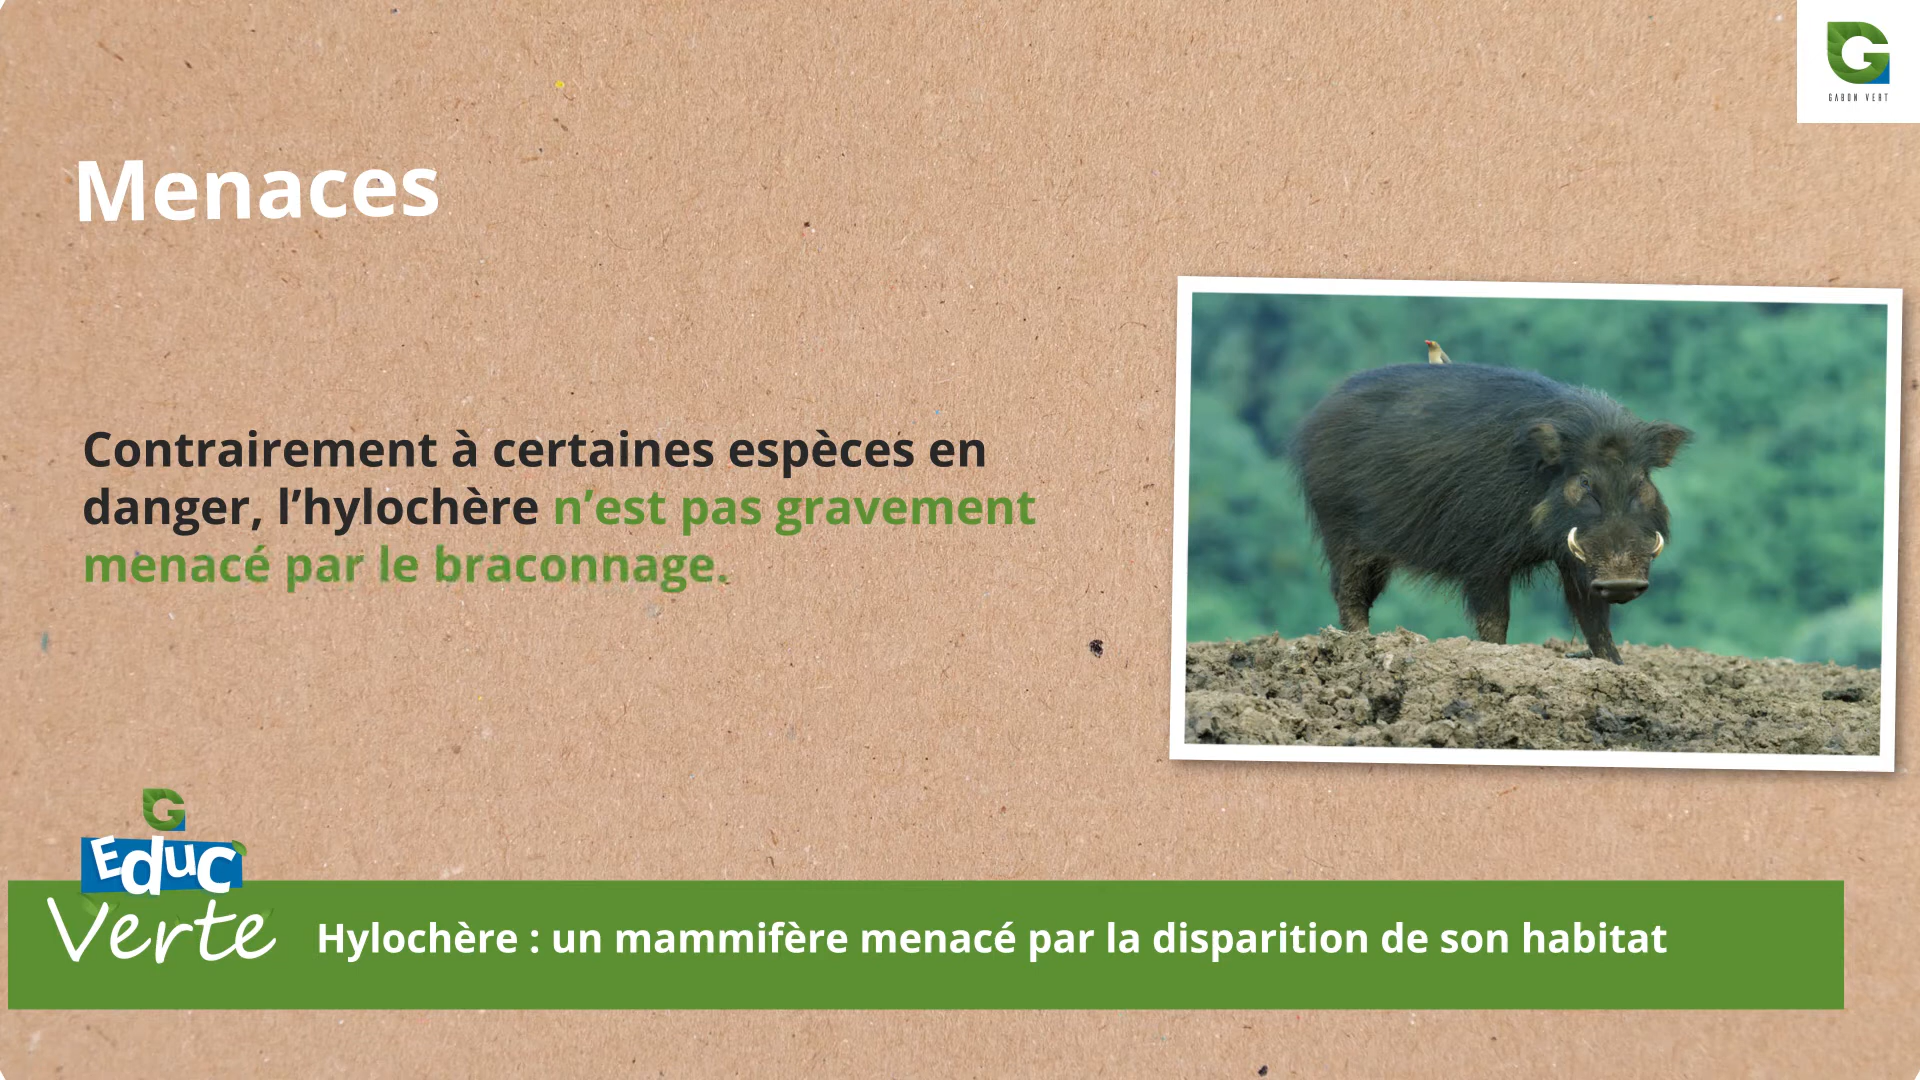 GABON VERT
Menaces
Contrairement à certaines espèces en
danger, l’hylochère n’est pas gravement
menacé par le braconnage.
Educ
Verte
Hylochère : un mammifère menacé par la disparition de son habitat